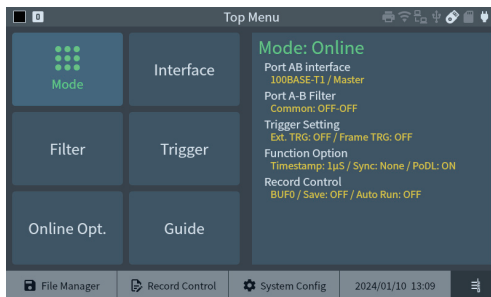 0
Top Menu
Mode
Interface
Filter
Trigger
Online Opt.
Guide
Mode: Online
Port AB interface
100BASE-T1 / Master
Port A-B Filter
Common: OFF-OFF
Trigger Setting
Ext. TRG: OFF / Frame TRG: OFF
Function Option
Timestamp: 1μS / Sync: None / PoDL: ON
Record Control
BUF0 / Save: OFF / Auto Run: OFF
File Manager
Record Control
System Config
2024/01/10 13:09